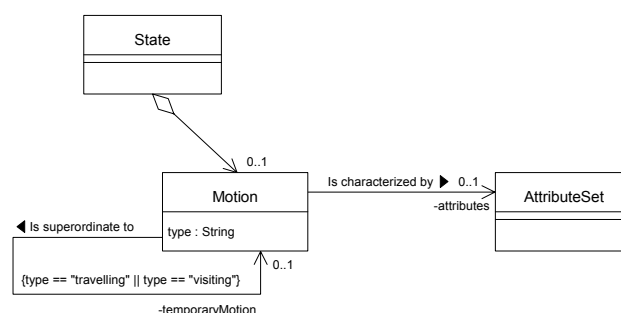 State
0..1
Is characterized by ▶ 0..1
Motion
AttributeSet
-attributes
type : String
◀ Is superordinate to
0..1
{type == "travelling" || type == "visiting"}
-temporaryMotion